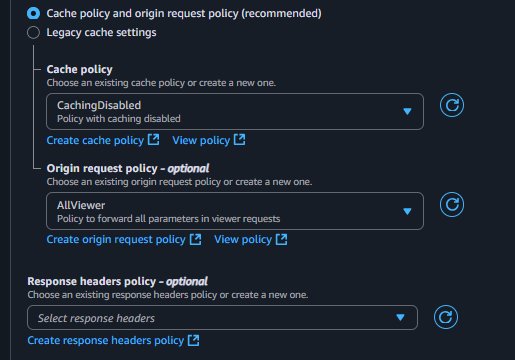 Cache policy and origin request policy (recommended)
Legacy cache settings
Cache policy
Choose an existing cache policy or create a new one.
CachingDisabled
Policy with caching disabled
Create cache policy View policy
Origin request policy - optional
Choose an existing origin request policy or create a new one.
AllViewer
Policy to forward all parameters in viewer requests
Create origin request policy View policy
Response headers policy - optional
Choose an existing response headers policy or create a new one.
Select response headers
Create response headers policy